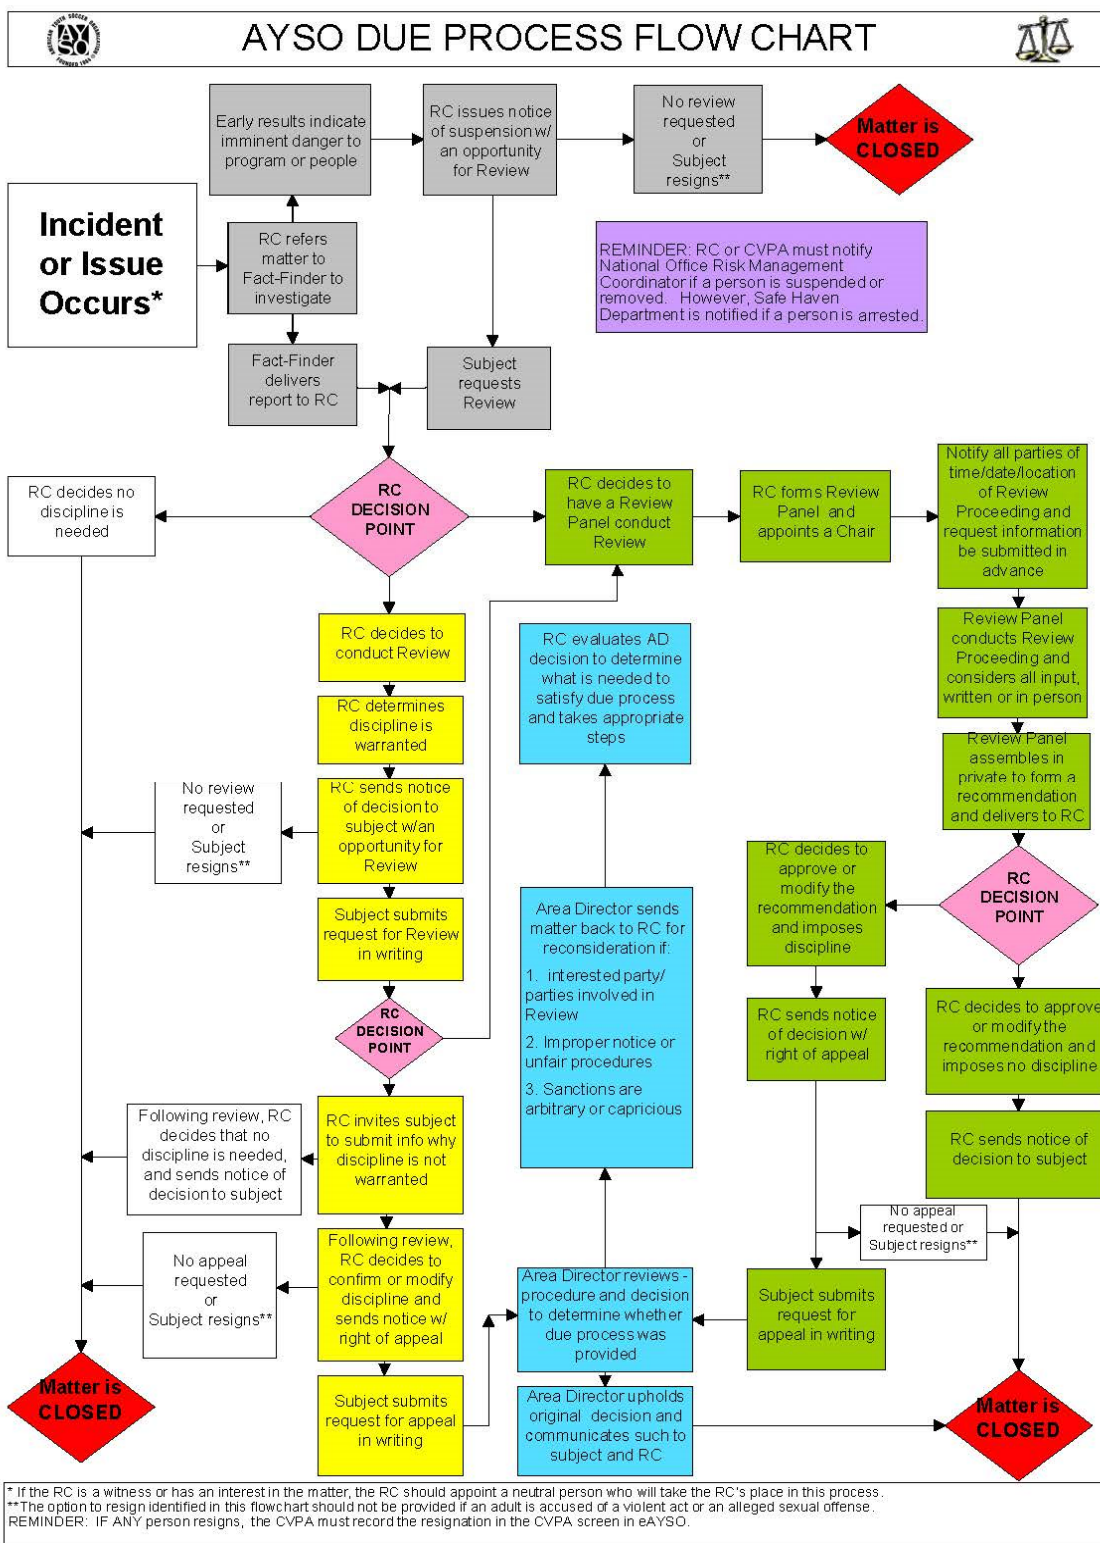 AYSO DUE PROCESS FLOW CHART
AYSO
Early results indicate
imminent danger to
program or people
RC issues notice
of suspension w/
an opportunity
for Review
No review
requested
or
Subject
resigns**
Matter is
CLOSED
Incident
or Issue
Occurs*
RC refers
matter to
Fact-Finder to
investigate
REMINDER: RC or CVPA must notify
National Office Risk Management
Coordinator if a person is suspended or
removed. However, Safe Haven
Department is notified if a person is arrested.
Fact-Finder
delivers
report to RC
Subject
requests
Review
RC decides no
discipline is
needed
RC
DECISION
POINT
RC decides to
have a Review
Panel conduct
Review
RC forms Review
Panel and
appoints a Chair
Notify all parties of
time/date/location
of Review
Proceeding and
request information
be submitted in
advance
RC decides to
conduct Review
RC evaluates AD
decision to determine
what is needed to
satisfy due process
and takes appropriate
steps
Review Panel
conducts Review
Proceeding and
considers all input,
written or in person
RC determines
discipline is
warranted
Review Panel
assembles in
private to form a
recommendation
and delivers to RC
No review
requested
or
Subject
resigns**
RC sends notice
of decision to
subject w/an
opportunity for
Review
RC decides to
approve or
modify the
recommendation
and imposes
discipline
RC
DECISION
POINT
Subject submits
request for Review
in writing
Area Director sends
matter back to RC for
reconsideration if:
1. interested party/
parties involved in
Review
2. Improper notice or
unfair procedures
3. Sanctions are
arbitrary or capricious
RC
DECISION
POINT
RC sends notice
of decision w/
right of appeal
RC decides to approve
or modify the
recommendation and
imposes no discipline
Following review, RC
decides that no
discipline is needed,
and sends notice of
decision to subject
RC invites subject
to submit info why
discipline is not
warranted
RC sends notice of
decision to subject
No appeal
requested or
Subject resigns**
No appeal
requested
or
Subject resigns**
Following review,
RC decides to
confirm or modify
discipline and
sends notice w/
right of appeal
Area Director reviews -
procedure and decision
to determine whether
due process was
provided
Subject submits
request for
appeal in writing
Matter is
CLOSED
Subject submits
request for appeal
in writing
Area Director upholds
original decision and
communicates such to
subject and RC
Matter is
CLOSED
* If the RC is a witness or has an interest in the matter, the RC should appoint a neutral person who will take the RC's place in this process.
**The option to resign identified in this flowchart should not be provided if an adult is accused of a violent act or an alleged sexual offense.
REMINDER: IF ANY person resigns, the CVPA must record the resignation in the CVPA screen in eAYSO.